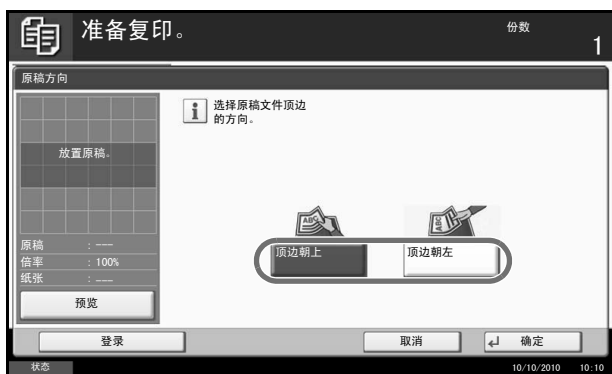 准备复印。
份数
1
原稿方向
放置原稿。
选择原稿文件顶边
的方向。
ABC
ABC
顶边朝上
顶边朝左
原稿 : ---
倍率 : 100%
纸张 : ---
预览
登录
取消
确定
状态
10/10/2010 10:10